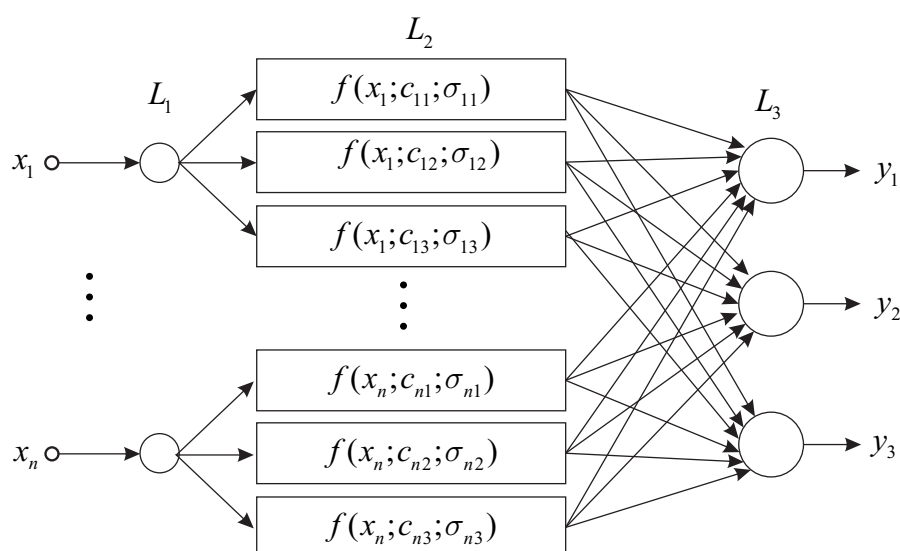 L₂
L₁
L₃
f(x₁;c₁₁;σ₁₁)
f(x₁;c₁₂;σ₁₂)
f(x₁;c₁₃;σ₁₃)
x₁
y₁
y₂
f(xₙ;cₙ₁;σₙ₁)
f(xₙ;cₙ₂;σₙ₂)
f(xₙ;cₙ₃;σₙ₃)
xₙ
y₃